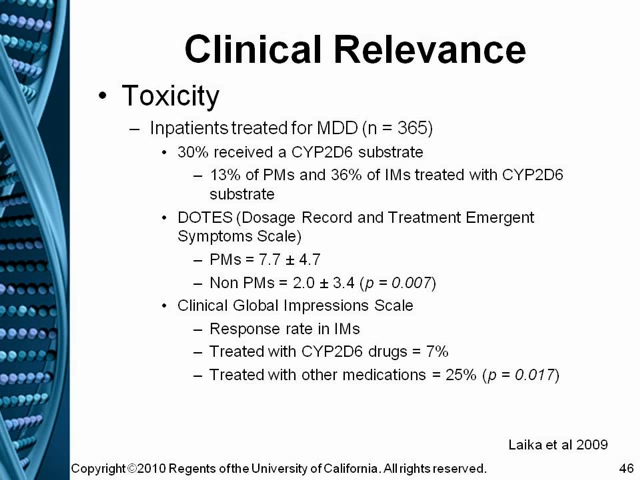 Clinical Relevance
• Toxicity
– Inpatients treated for MDD (n = 365)
• 30% received a CYP2D6 substrate
– 13% of PMs and 36% of IMs treated with CYP2D6
substrate
• DOTES (Dosage Record and Treatment Emergent
Symptoms Scale)
– PMs = 7.7 ± 4.7
– Non PMs = 2.0 ± 3.4 (p = 0.007)
• Clinical Global Impressions Scale
– Response rate in IMs
– Treated with CYP2D6 drugs = 7%
– Treated with other medications = 25% (p = 0.017)
Laika et al 2009
Copyright ©2010 Regents of the University of California. All rights reserved. 46